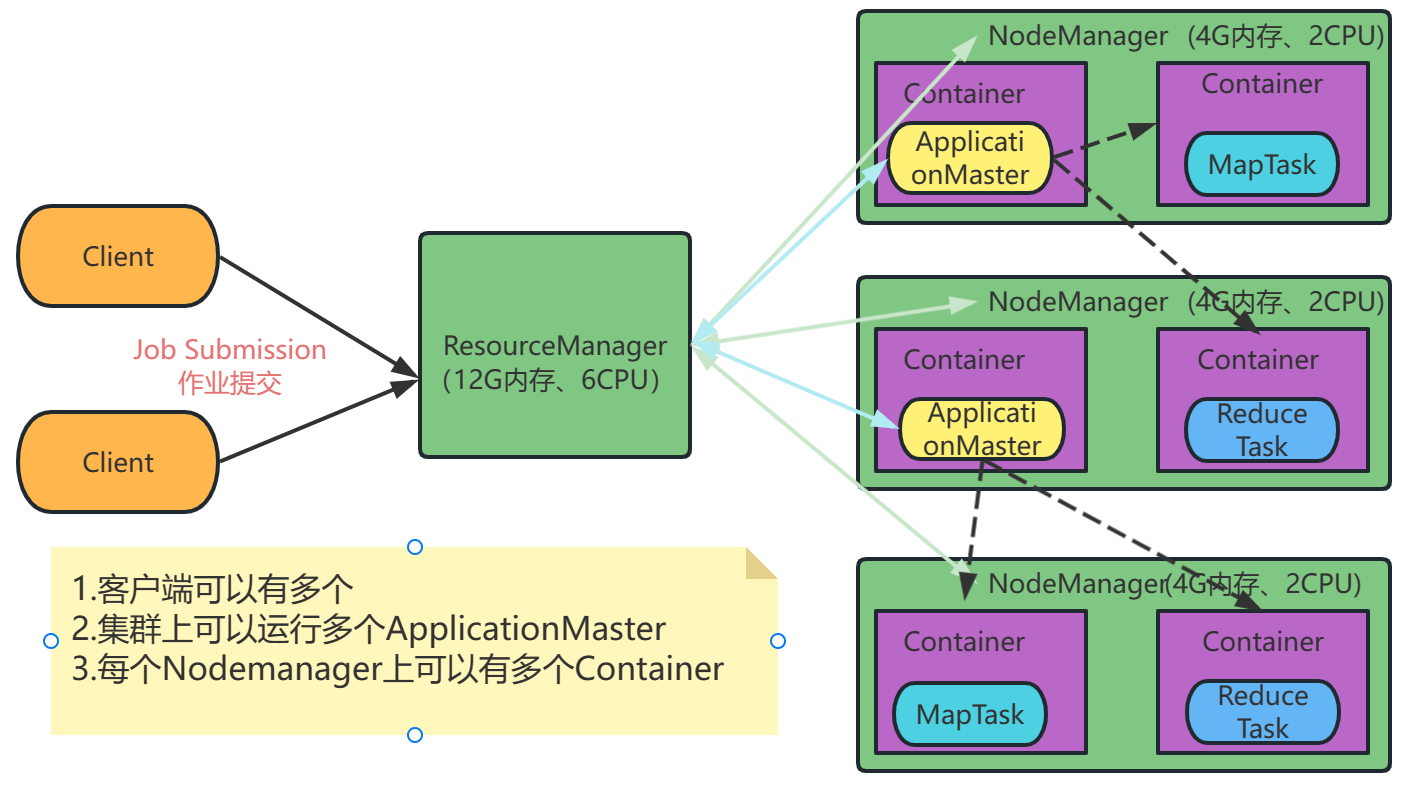 Client
Job Submission
作业提交
Client
ResourceManager
（12G内存、6CPU）
1.客户端可以有多个
2.集群上可以运行多个ApplicationMaster
3.每个Nodemanager上可以有多个Container
NodeManager（4G内存、2CPU)
Container
Applicati
onMaster
Container
MapTask
NodeManager（4G内存、2CPU)
Container
Applicati
onMaster
Container
Reduce
Task
NodeManager(4G内存、2CPU)
Container
MapTask
Container
Reduce
Task